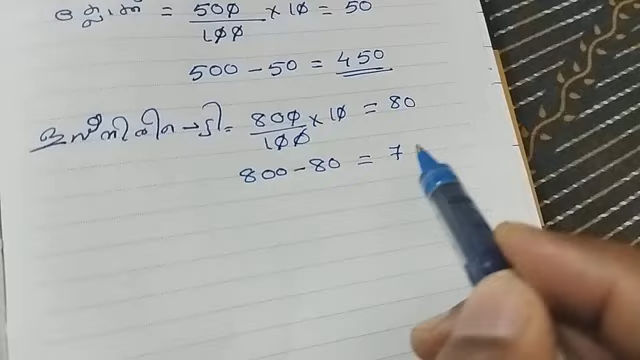 = 500/100 × 10 = 50
500 - 50 = 450
= 800/100 × 10 = 80
800 - 80 = 7